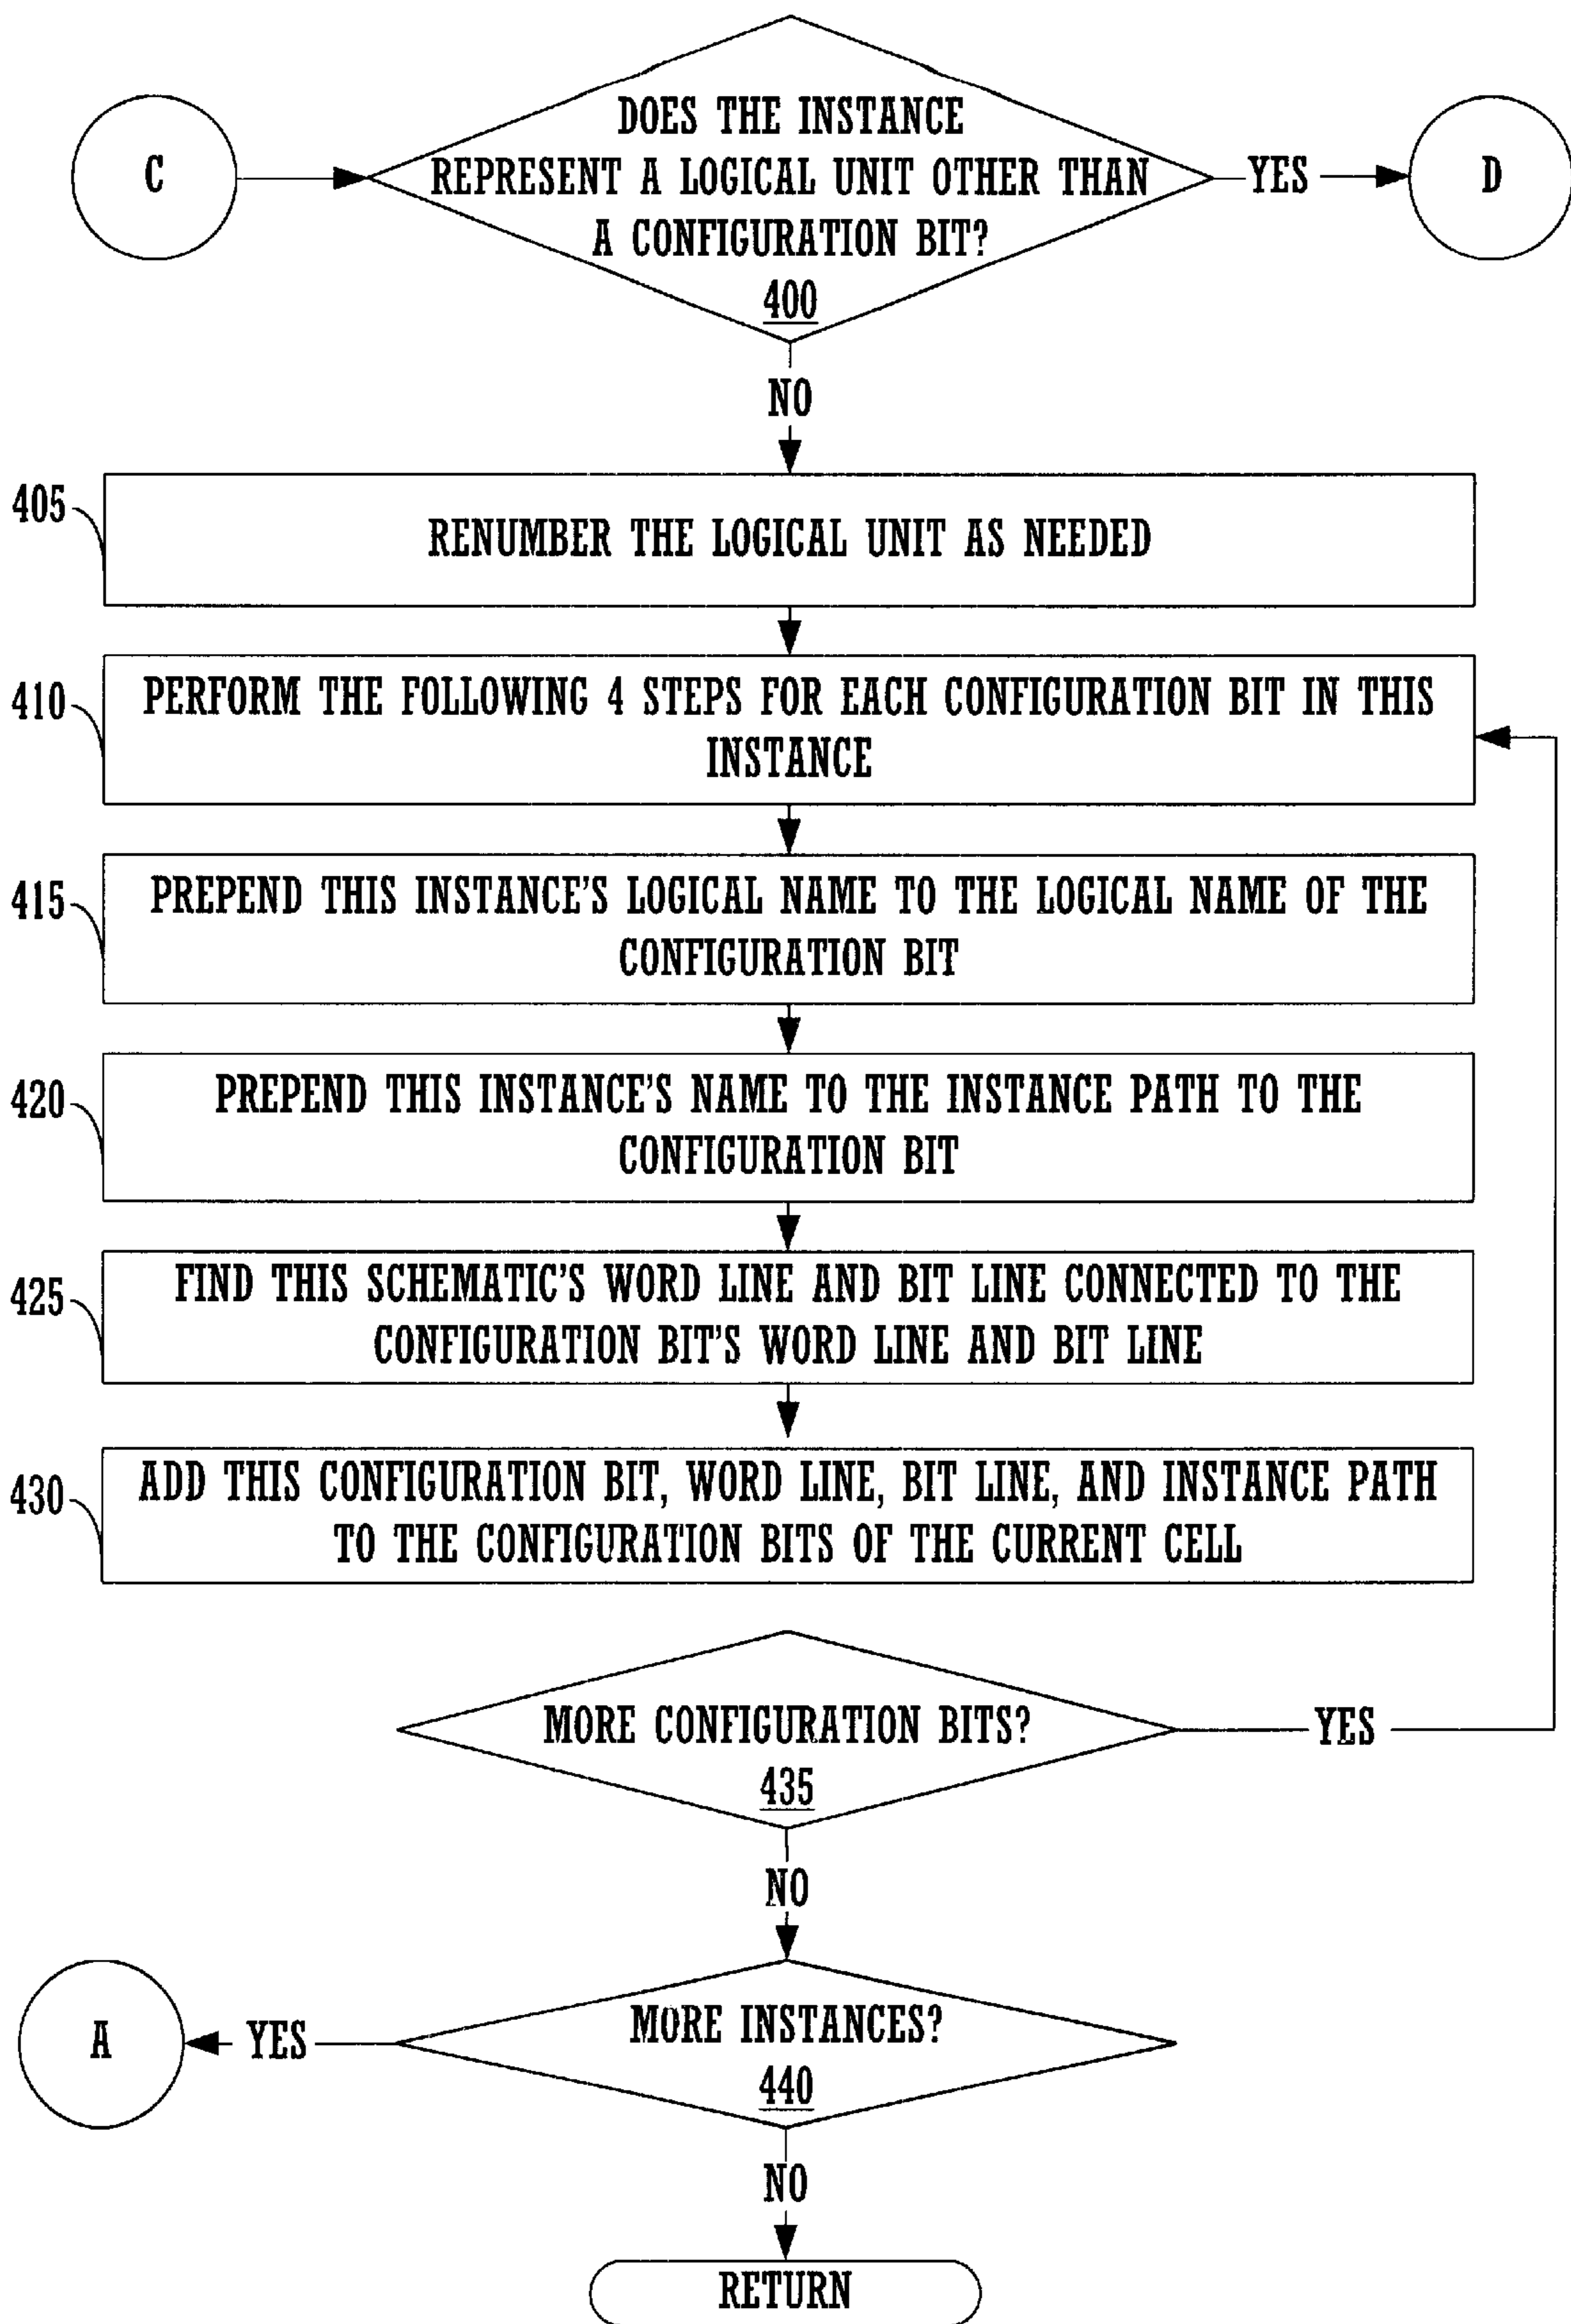 C
DOES THE INSTANCE
REPRESENT A LOGICAL UNIT OTHER THAN
A CONFIGURATION BIT?
400
YES
D
NO
405
RENUMBER THE LOGICAL UNIT AS NEEDED
410
PERFORM THE FOLLOWING 4 STEPS FOR EACH CONFIGURATION BIT IN THIS
INSTANCE
415
PREPEND THIS INSTANCE'S LOGICAL NAME TO THE LOGICAL NAME OF THE
CONFIGURATION BIT
420
PREPEND THIS INSTANCE'S NAME TO THE INSTANCE PATH TO THE
CONFIGURATION BIT
425
FIND THIS SCHEMATIC'S WORD LINE AND BIT LINE CONNECTED TO THE
CONFIGURATION BIT'S WORD LINE AND BIT LINE
430
ADD THIS CONFIGURATION BIT, WORD LINE, BIT LINE, AND INSTANCE PATH
TO THE CONFIGURATION BITS OF THE CURRENT CELL
MORE CONFIGURATION BITS?
435
YES
NO
A
YES
MORE INSTANCES?
440
NO
RETURN